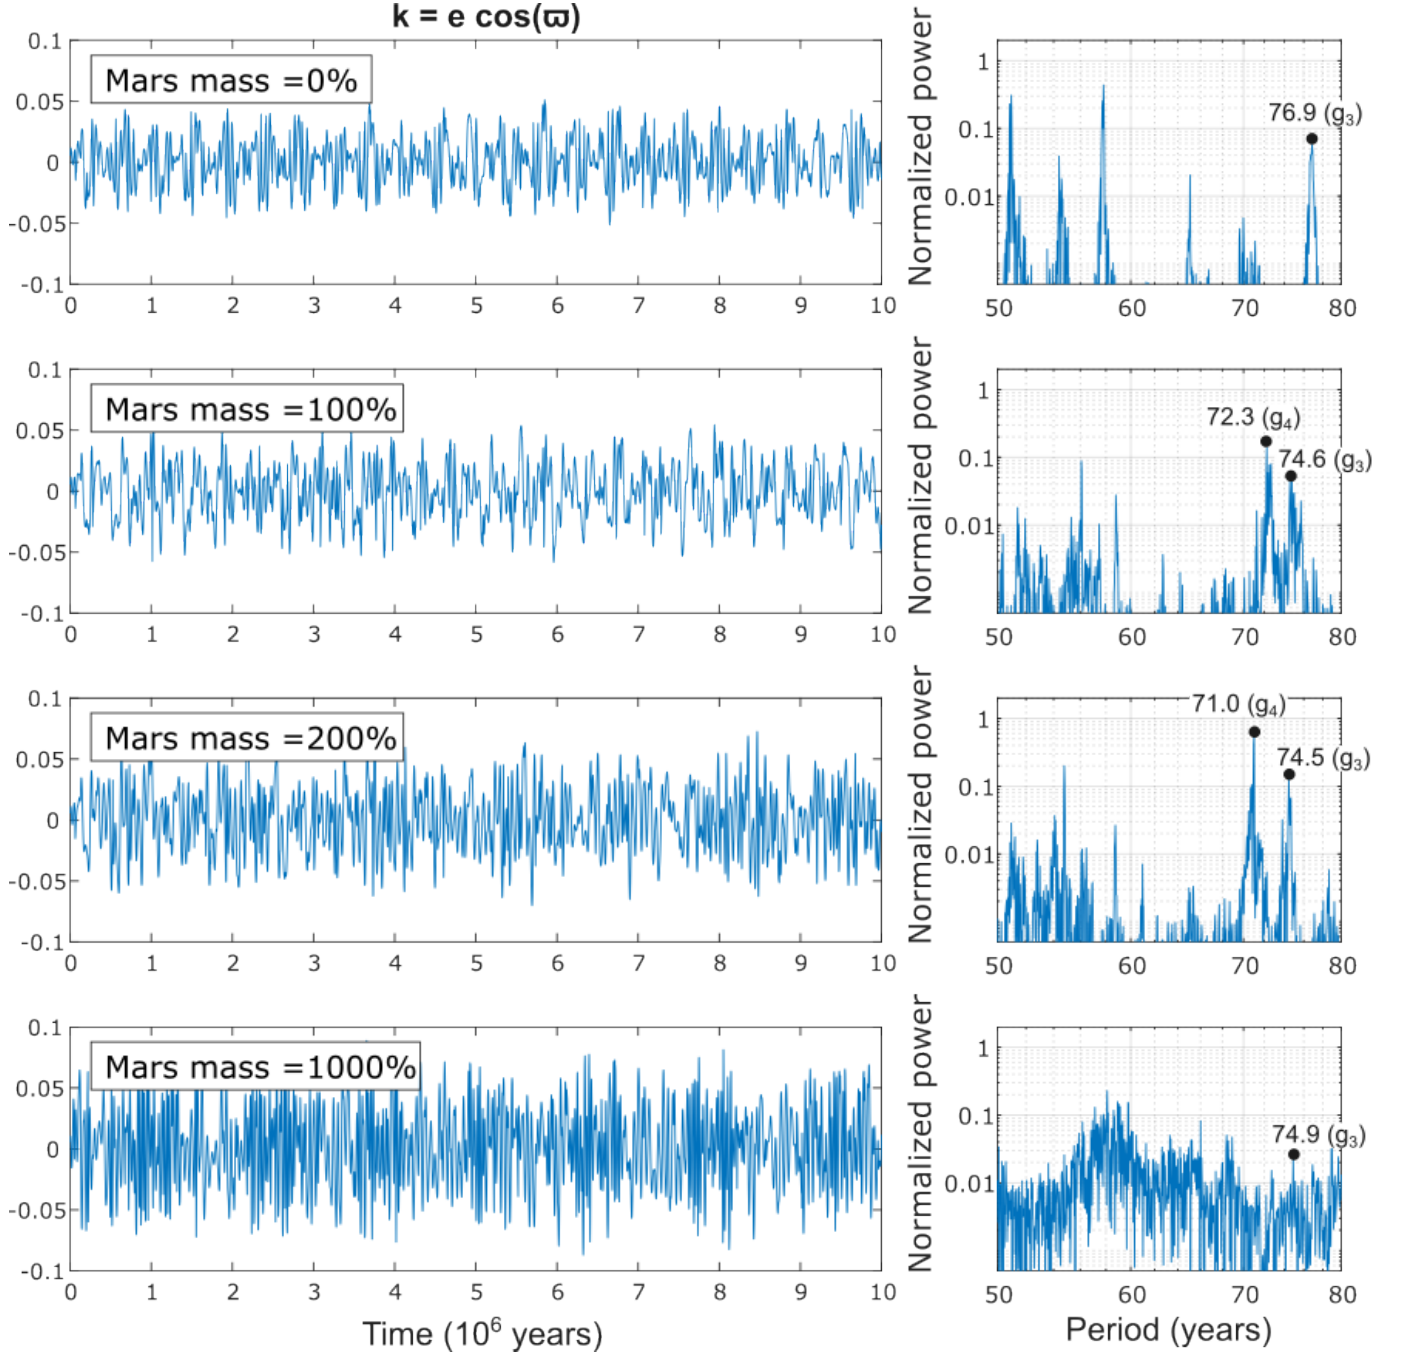 k = e cos(ϖ)
0.1
0.05
0
-0.05
-0.1
Mars mass =0%
0 1 2 3 4 5 6 7 8 9 10
Normalized power
1
0.1
0.01
76.9 (g₃)
50 60 70 80
0.1
0.05
0
-0.05
-0.1
Mars mass =100%
0 1 2 3 4 5 6 7 8 9 10
Normalized power
1
0.1
0.01
72.3 (g₄)
74.6 (g₃)
50 60 70 80
0.1
0.05
0
-0.05
-0.1
Mars mass =200%
0 1 2 3 4 5 6 7 8 9 10
Normalized power
1
0.1
0.01
71.0 (g₄)
74.5 (g₃)
50 60 70 80
0.1
0.05
0
-0.05
-0.1
Mars mass =1000%
0 1 2 3 4 5 6 7 8 9 10
Time (10⁶ years)
Normalized power
1
0.1
0.01
74.9 (g₃)
50 60 70 80
Period (years)